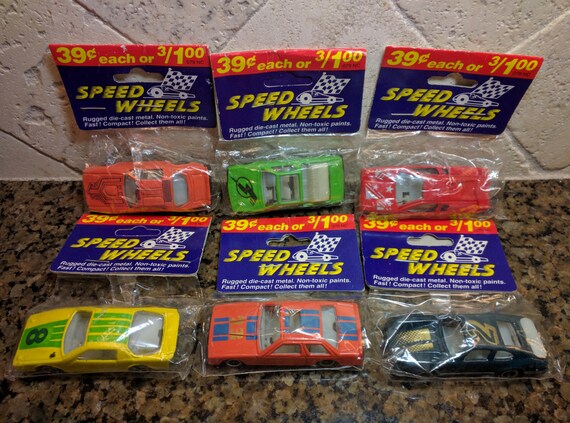 39¢ each or 3/1.00
SPEED
WHEELS
Rugged die-cast metal. Non-toxic paints.
Fast! Compact! Collect them all!
39¢ each or 3/1.00
SPEED
WHEELS
Rugged die-cast metal. Non-toxic paints.
Fast! Compact! Collect them all!
39¢ each or 3/1.00
SPEED
WHEELS
Rugged die-cast metal. Non-toxic paints.
Fast! Compact! Collect them all!
39¢ each or 3/1.00
SPEED
WHEELS
Rugged die-cast metal. Non-toxic paints.
Fast! Compact! Collect them all!
8
39¢ each or 3/1.00
SPEED
WHEELS
Rugged die-cast metal. Non-toxic paints.
Fast! Compact! Collect them all!
39¢ each or 3/1.00
SPEED
WHEELS
Rugged die-cast metal. Non-toxic paints.
Fast! Compact! Collect them all!